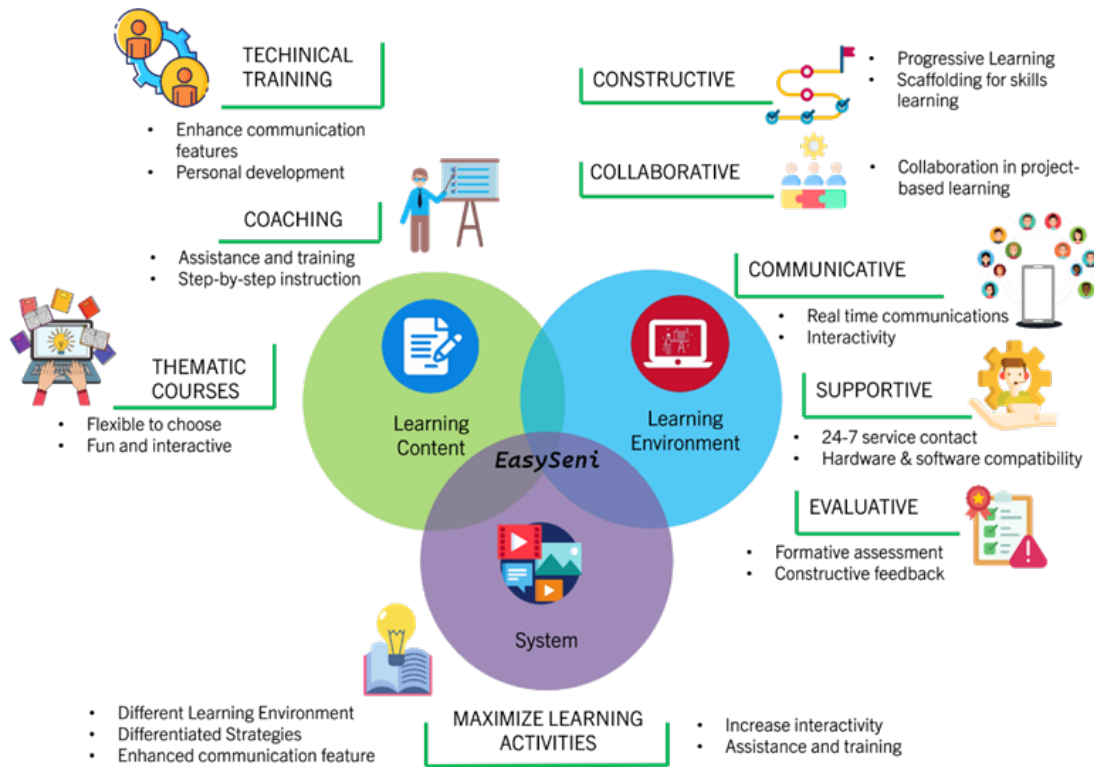 TECHINICAL
TRAINING
• Enhance communication
features
• Personal development
COACHING
• Assistance and training
• Step-by-step instruction
THEMATIC
COURSES
• Flexible to choose
• Fun and interactive
CONSTRUCTIVE
• Progressive Learning
• Scaffolding for skills
learning
COLLABORATIVE
• Collaboration in project-
based learning
COMMUNICATIVE
• Real time communications
• Interactivity
SUPPORTIVE
• 24-7 service contact
• Hardware & software compatibility
EVALUATIVE
• Formative assessment
• Constructive feedback
Learning
Content
Learning
Environment
EasySeni
System
• Different Learning Environment
• Differentiated Strategies
• Enhanced communication feature
MAXIMIZE LEARNING
ACTIVITIES
• Increase interactivity
• Assistance and training